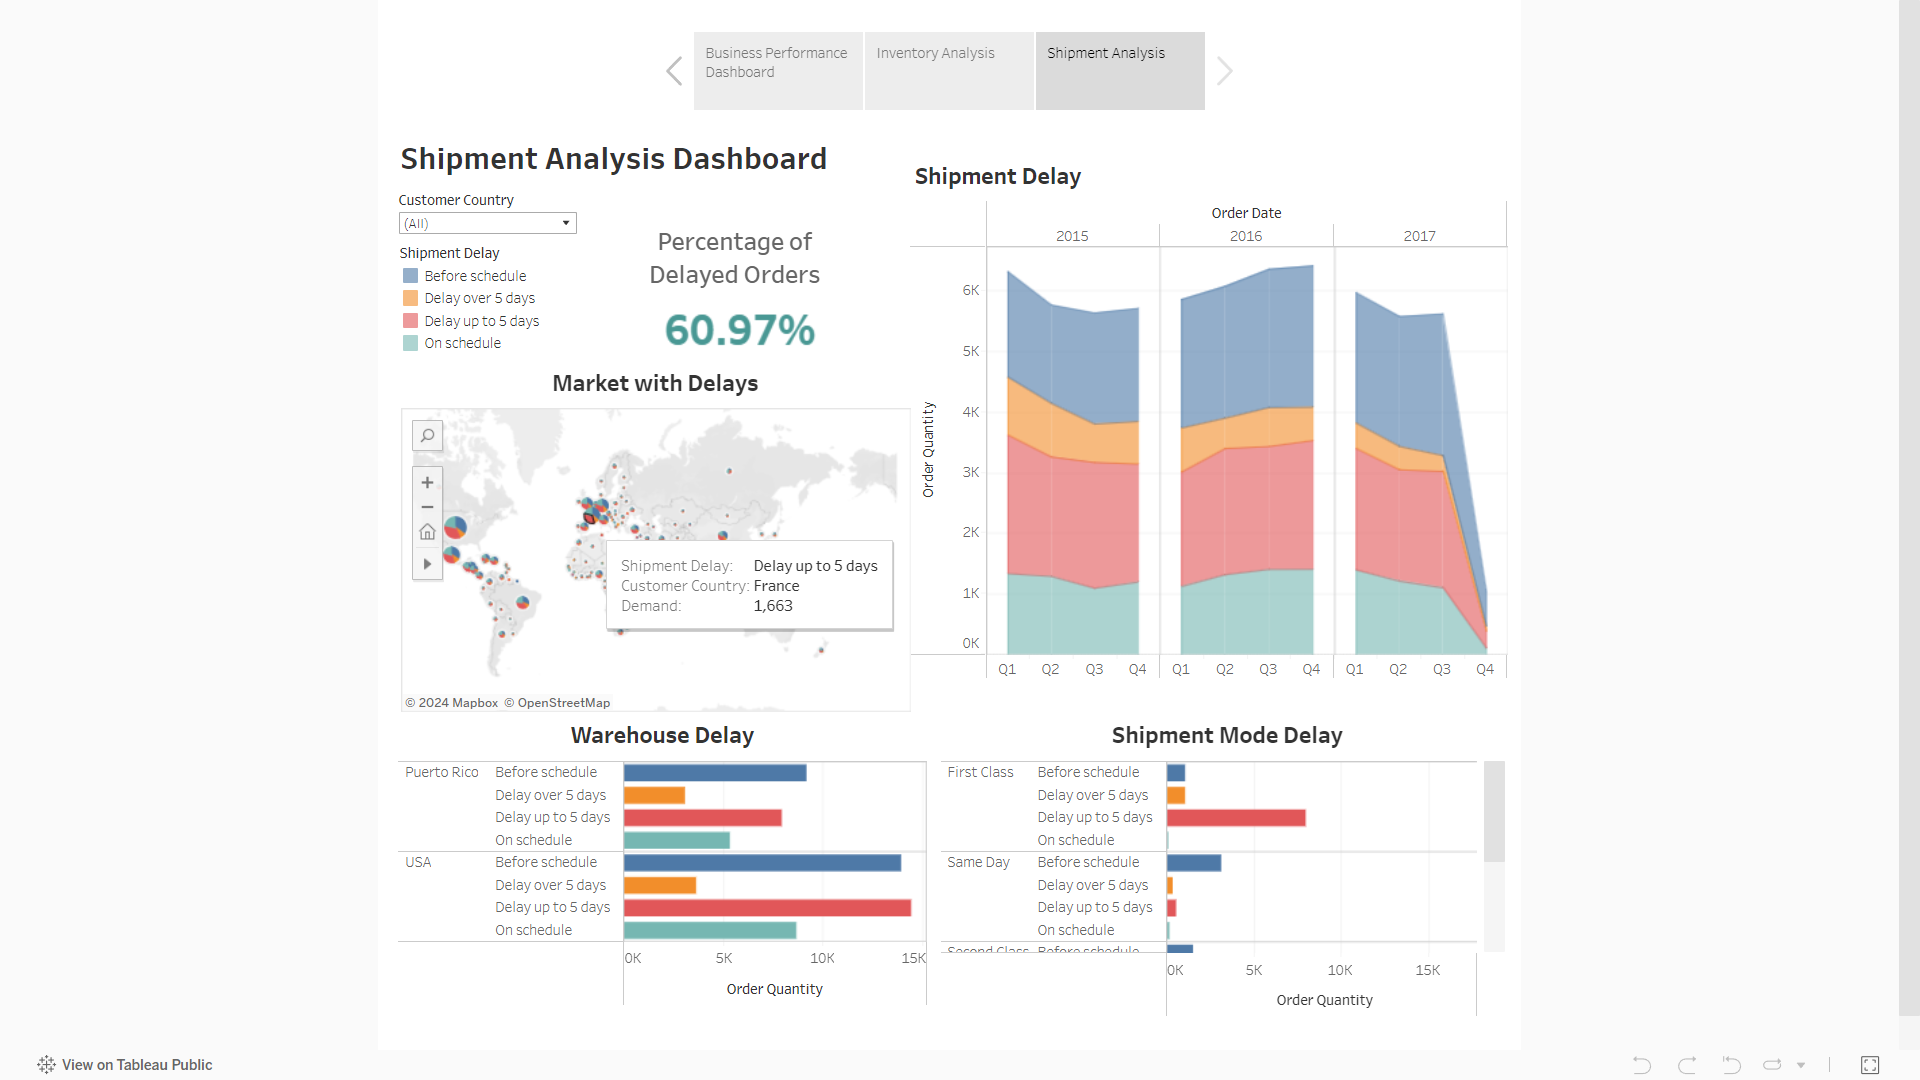 Business Performance
Dashboard
Inventory Analysis
Shipment Analysis
Shipment Analysis Dashboard
Customer Country
(All)
Shipment Delay
Before schedule
Delay over 5 days
Delay up to 5 days
On schedule
Percentage of
Delayed Orders
60.97%
Market with Delays
Shipment Delay: Delay up to 5 days
Customer Country: France
Demand: 1,663
© 2024 Mapbox © OpenStreetMap
Shipment Delay
Order Date
2015 2016 2017
Order Quantity
6K
5K
4K
3K
2K
1K
0K
Q1 Q2 Q3 Q4 Q1 Q2 Q3 Q4 Q1 Q2 Q3 Q4
Warehouse Delay
Puerto Rico Before schedule
Delay over 5 days
Delay up to 5 days
On schedule
USA Before schedule
Delay over 5 days
Delay up to 5 days
On schedule
0K 5K 10K 15K
Order Quantity
Shipment Mode Delay
First Class Before schedule
Delay over 5 days
Delay up to 5 days
On schedule
Same Day Before schedule
Delay over 5 days
Delay up to 5 days
On schedule
Second Class Before schedule
0K 5K 10K 15K
Order Quantity
View on Tableau Public